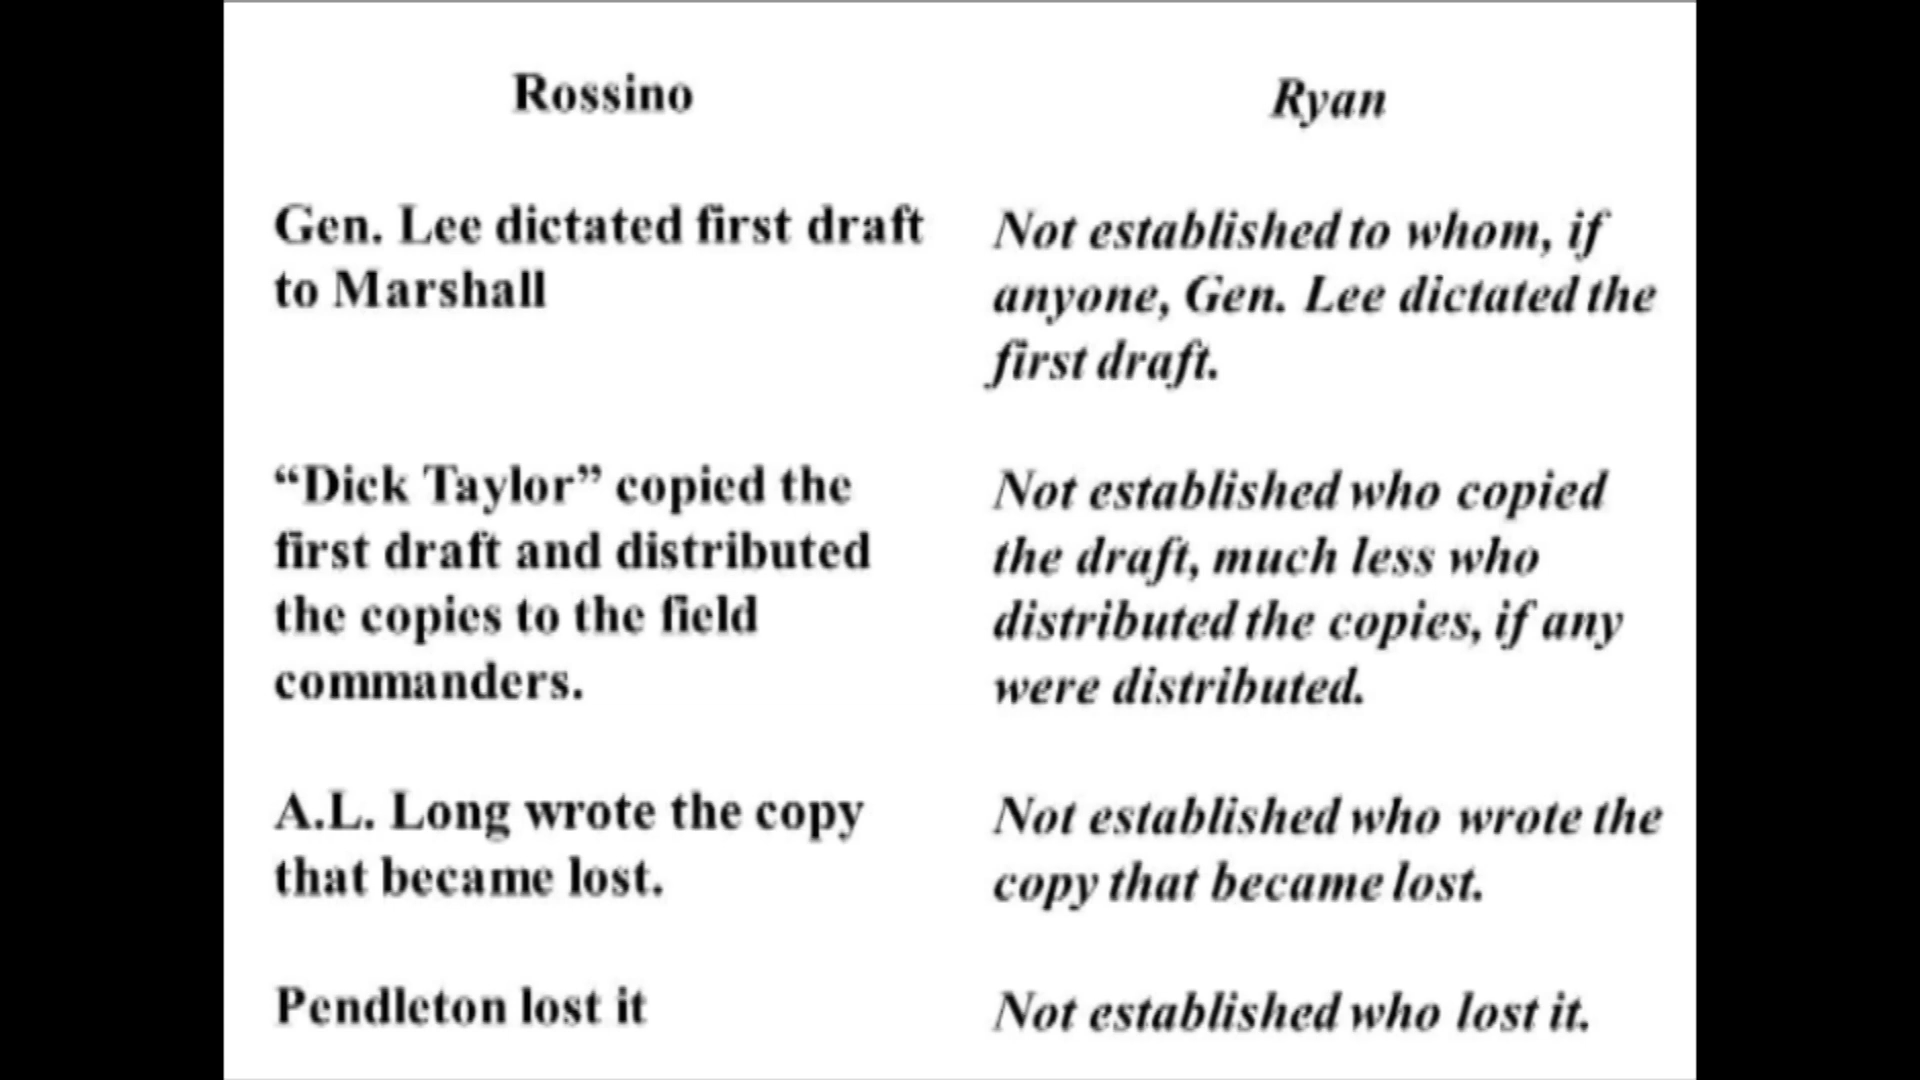 Rossino
Ryan
Gen. Lee dictated first draft
to Marshall
Not established to whom, if
anyone, Gen. Lee dictated the
first draft.
“Dick Taylor” copied the
first draft and distributed
the copies to the field
commanders.
Not established who copied
the draft, much less who
distributed the copies, if any
were distributed.
A.L. Long wrote the copy
that became lost.
Not established who wrote the
copy that became lost.
Pendleton lost it
Not established who lost it.